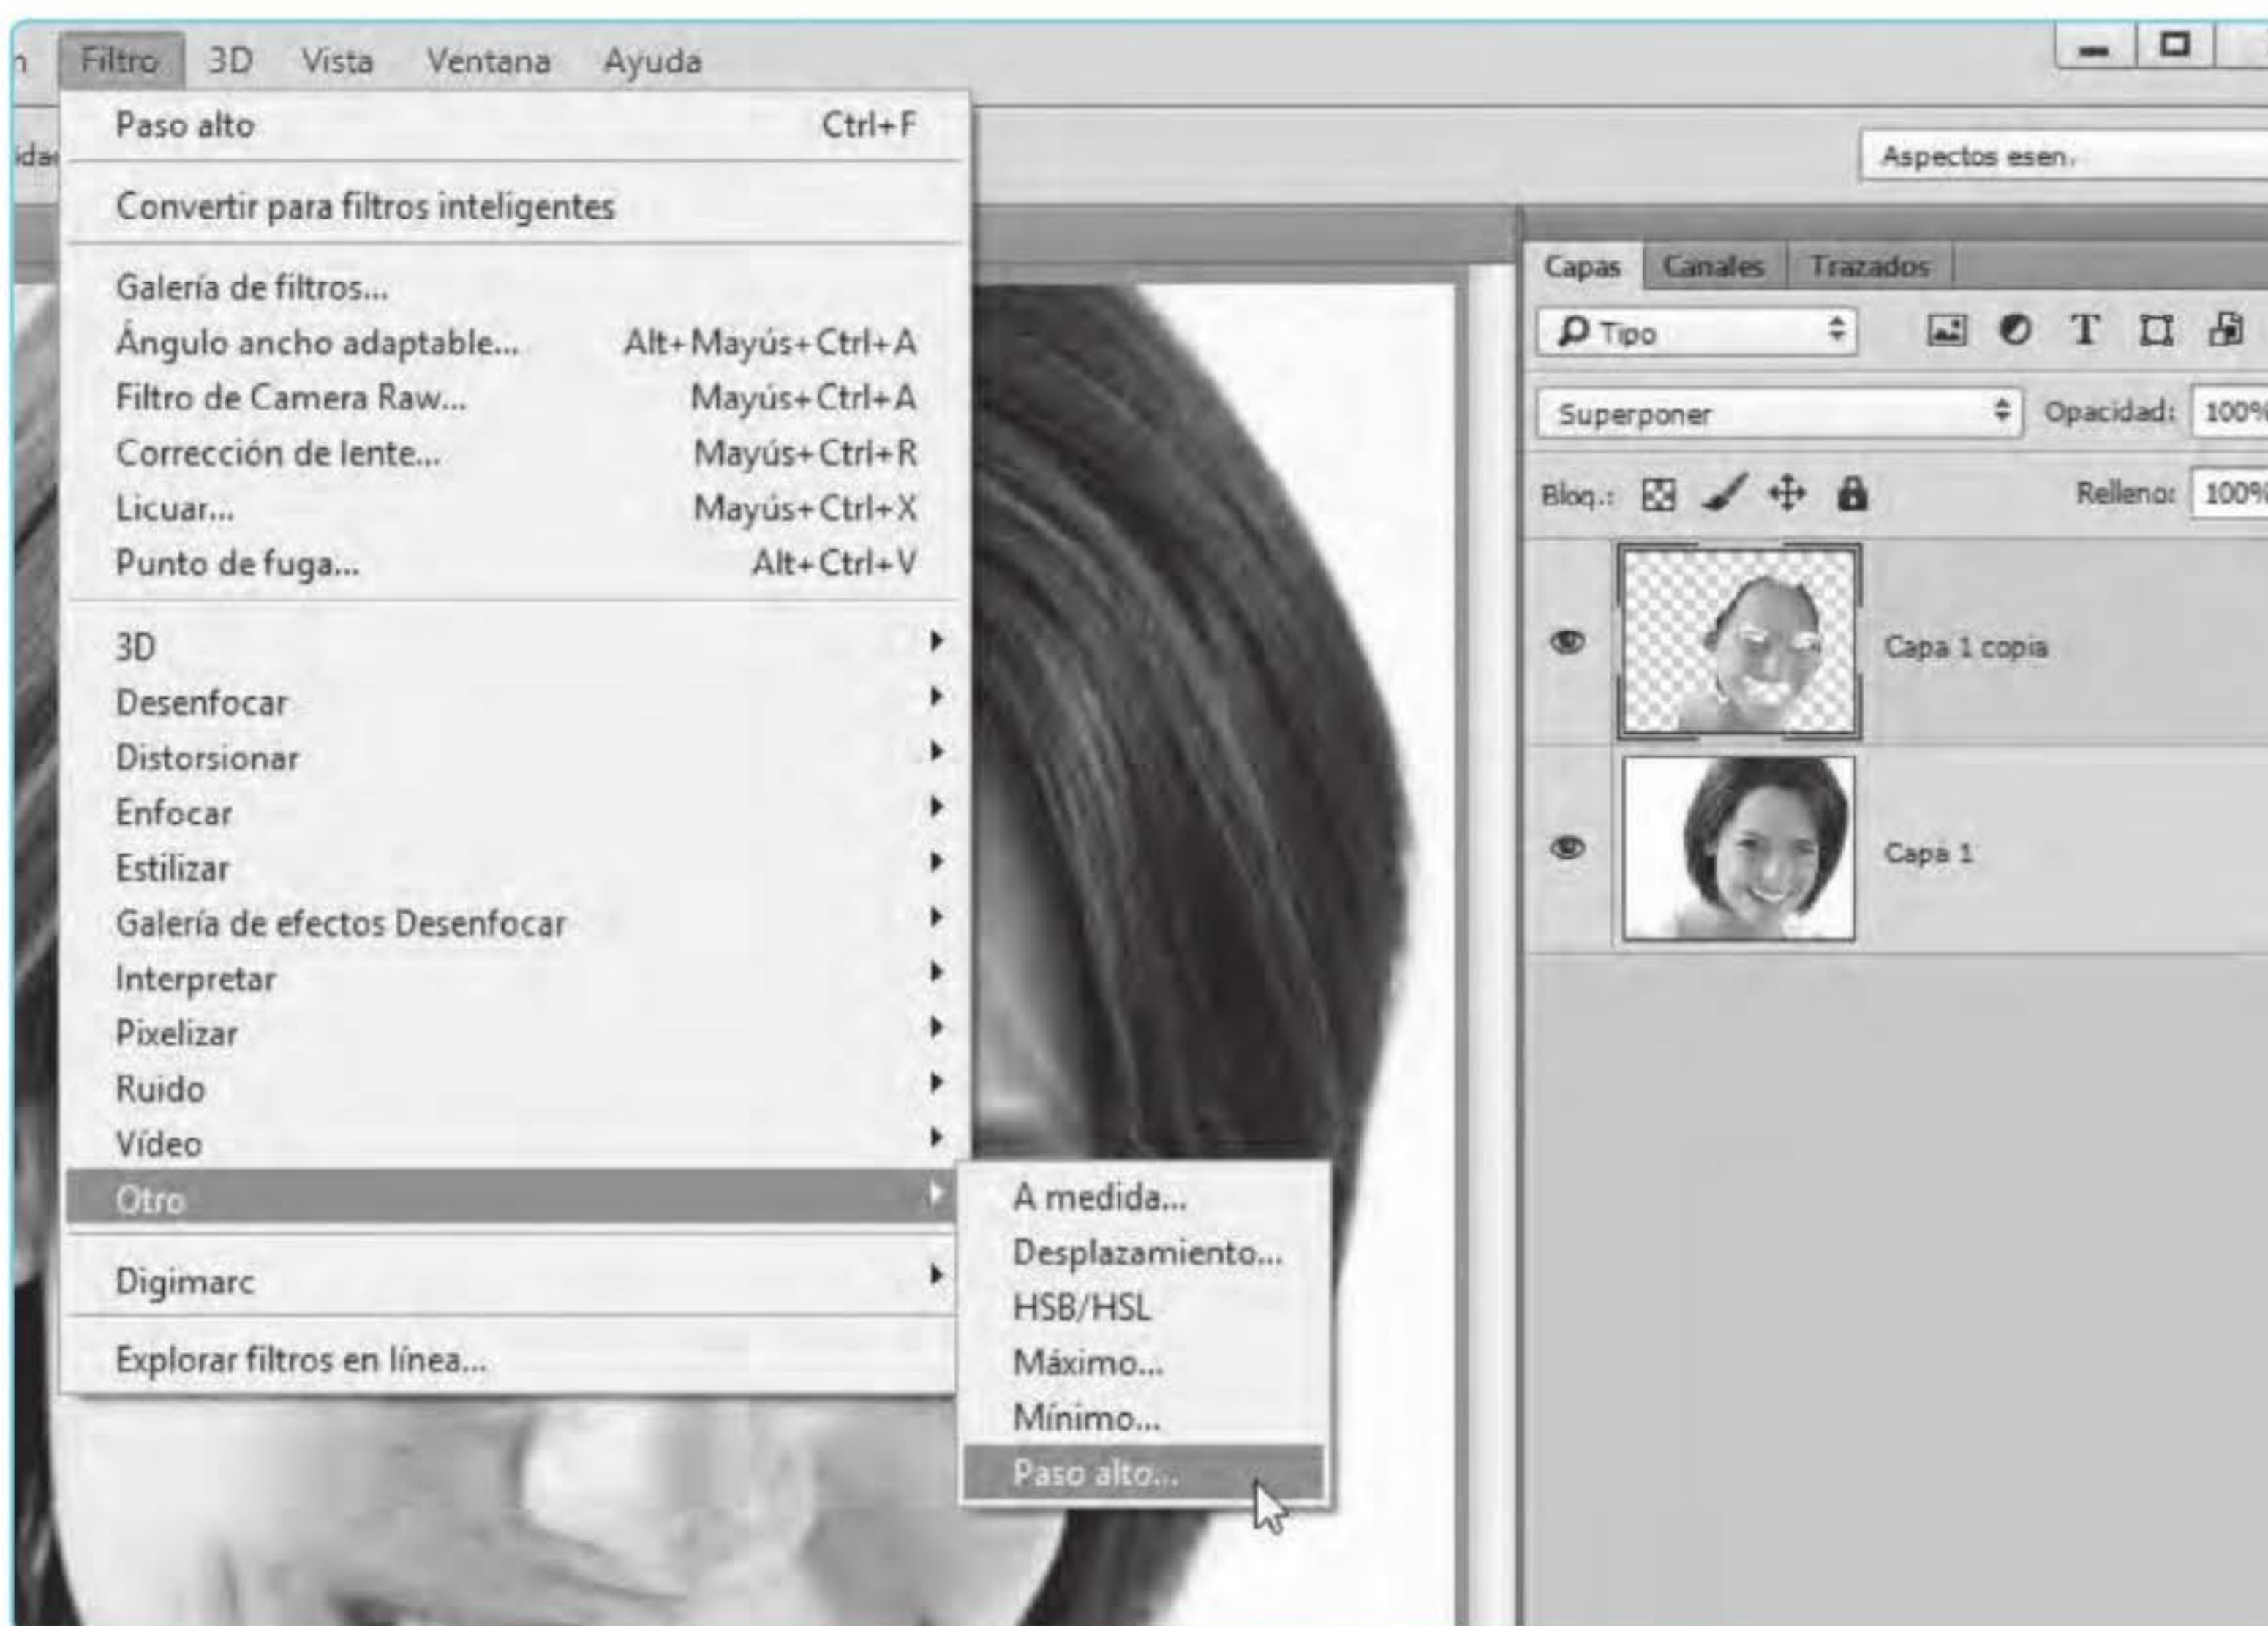 Filtro 3D Vista Ventana Ayuda
Paso alto Ctrl+F
Convertir para filtros inteligentes
Galería de filtros...
Ángulo ancho adaptable... Alt+Mayús+Ctrl+A
Filtro de Camera Raw... Mayús+Ctrl+A
Corrección de lente... Mayús+Ctrl+R
Licuar... Mayús+Ctrl+X
Punto de fuga... Alt+Ctrl+V
3D
Desenfocar
Distorsionar
Enfocar
Estilizar
Galería de efectos Desenfocar
Interpretar
Pixelizar
Ruido
Vídeo
Otro
Digimarc
Explorar filtros en línea...
A medida...
Desplazamiento...
HSB/HSL
Máximo...
Mínimo...
Paso alto...
Aspectos esen.
Capas Canales Trazados
Tipo
Superponer Opacidad: 100%
Bloq.: Relleno: 100%
Capa 1 copia
Capa 1